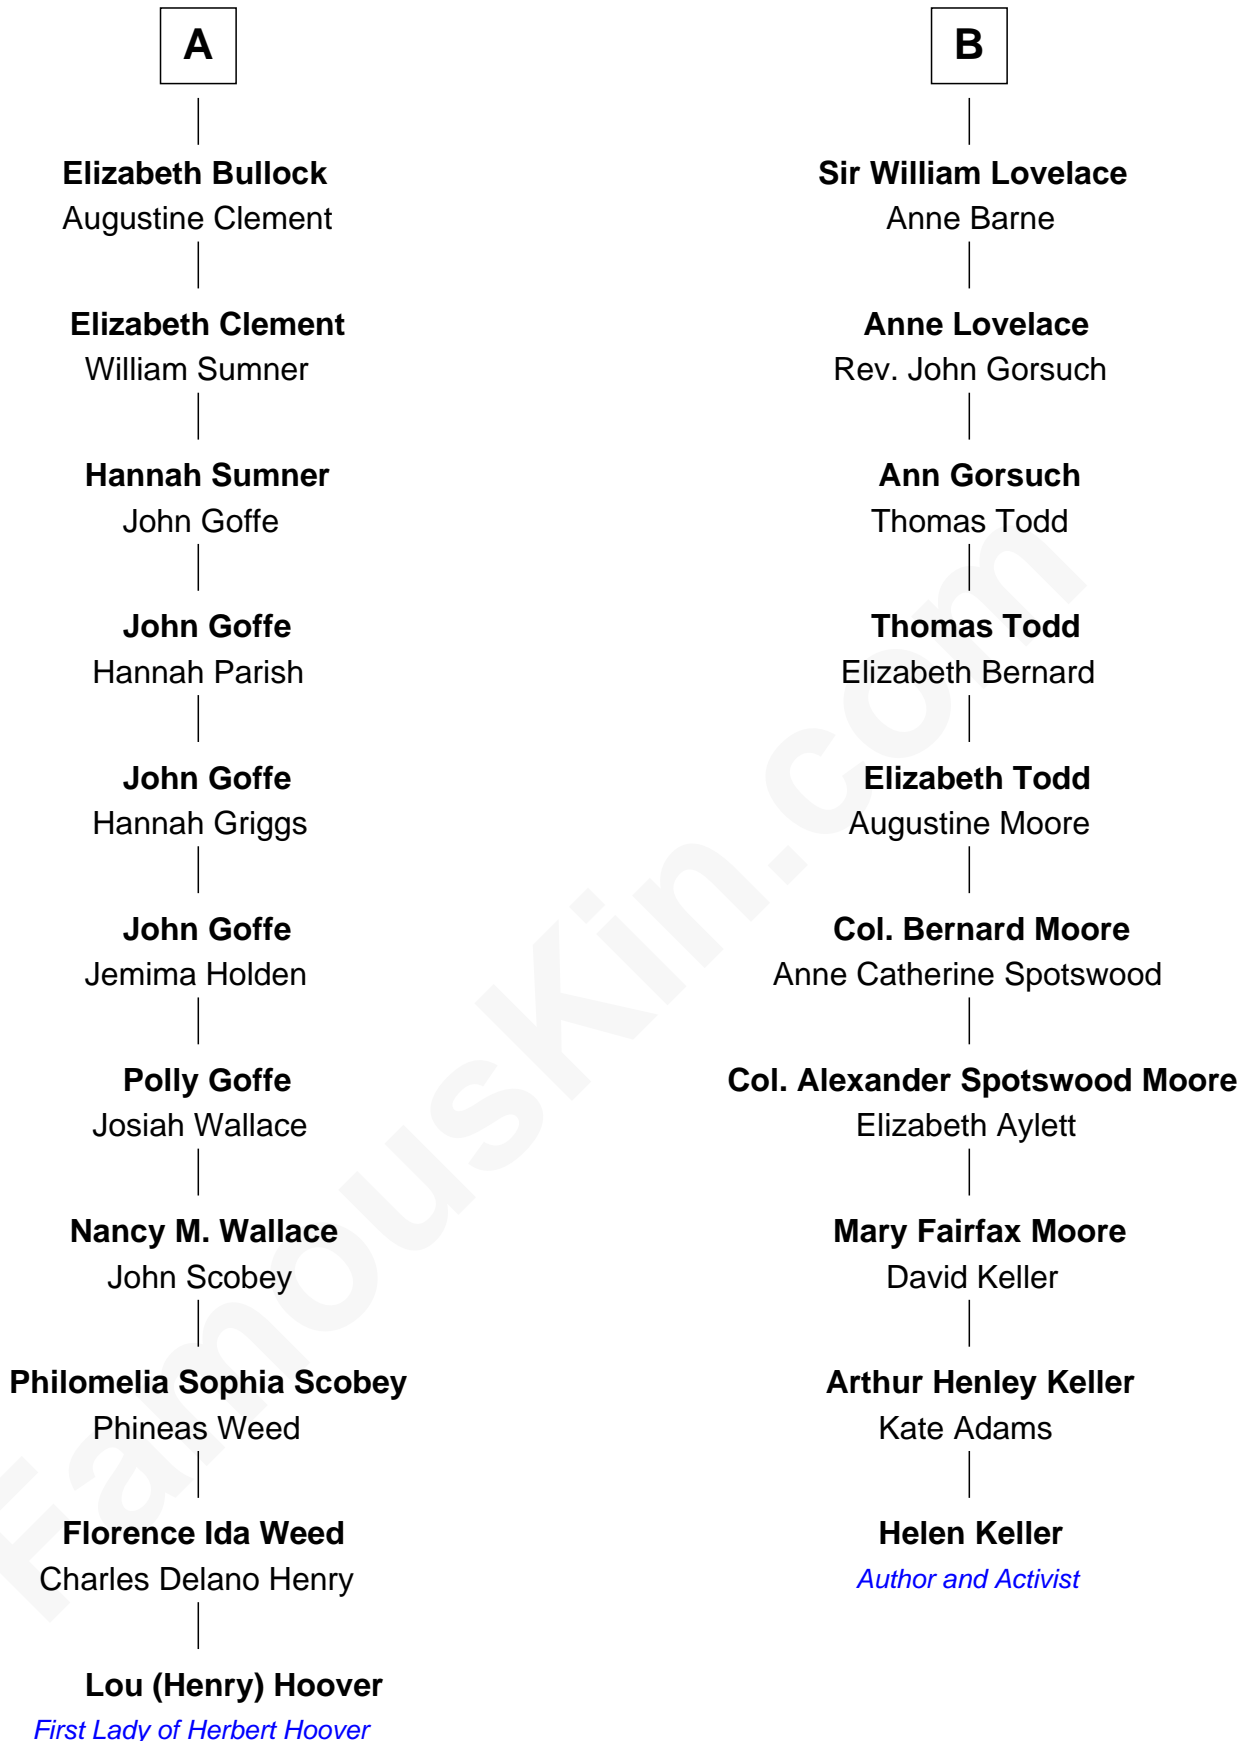 A
Elizabeth Bullock
Augustine Clement
Elizabeth Clement
William Sumner
Hannah Sumner
John Goffe
John Goffe
Hannah Parish
John Goffe
Hannah Griggs
John Goffe
Jemima Holden
Polly Goffe
Josiah Wallace
Nancy M. Wallace
John Scobey
Philomelia Sophia Scobey
Phineas Weed
Florence Ida Weed
Charles Delano Henry
Lou (Henry) Hoover
First Lady of Herbert Hoover
B
Sir William Lovelace
Anne Barne
Anne Lovelace
Rev. John Gorsuch
Ann Gorsuch
Thomas Todd
Thomas Todd
Elizabeth Bernard
Elizabeth Todd
Augustine Moore
Col. Bernard Moore
Anne Catherine Spotswood
Col. Alexander Spotswood Moore
Elizabeth Aylett
Mary Fairfax Moore
David Keller
Arthur Henley Keller
Kate Adams
Helen Keller
Author and Activist
FamousKin.com